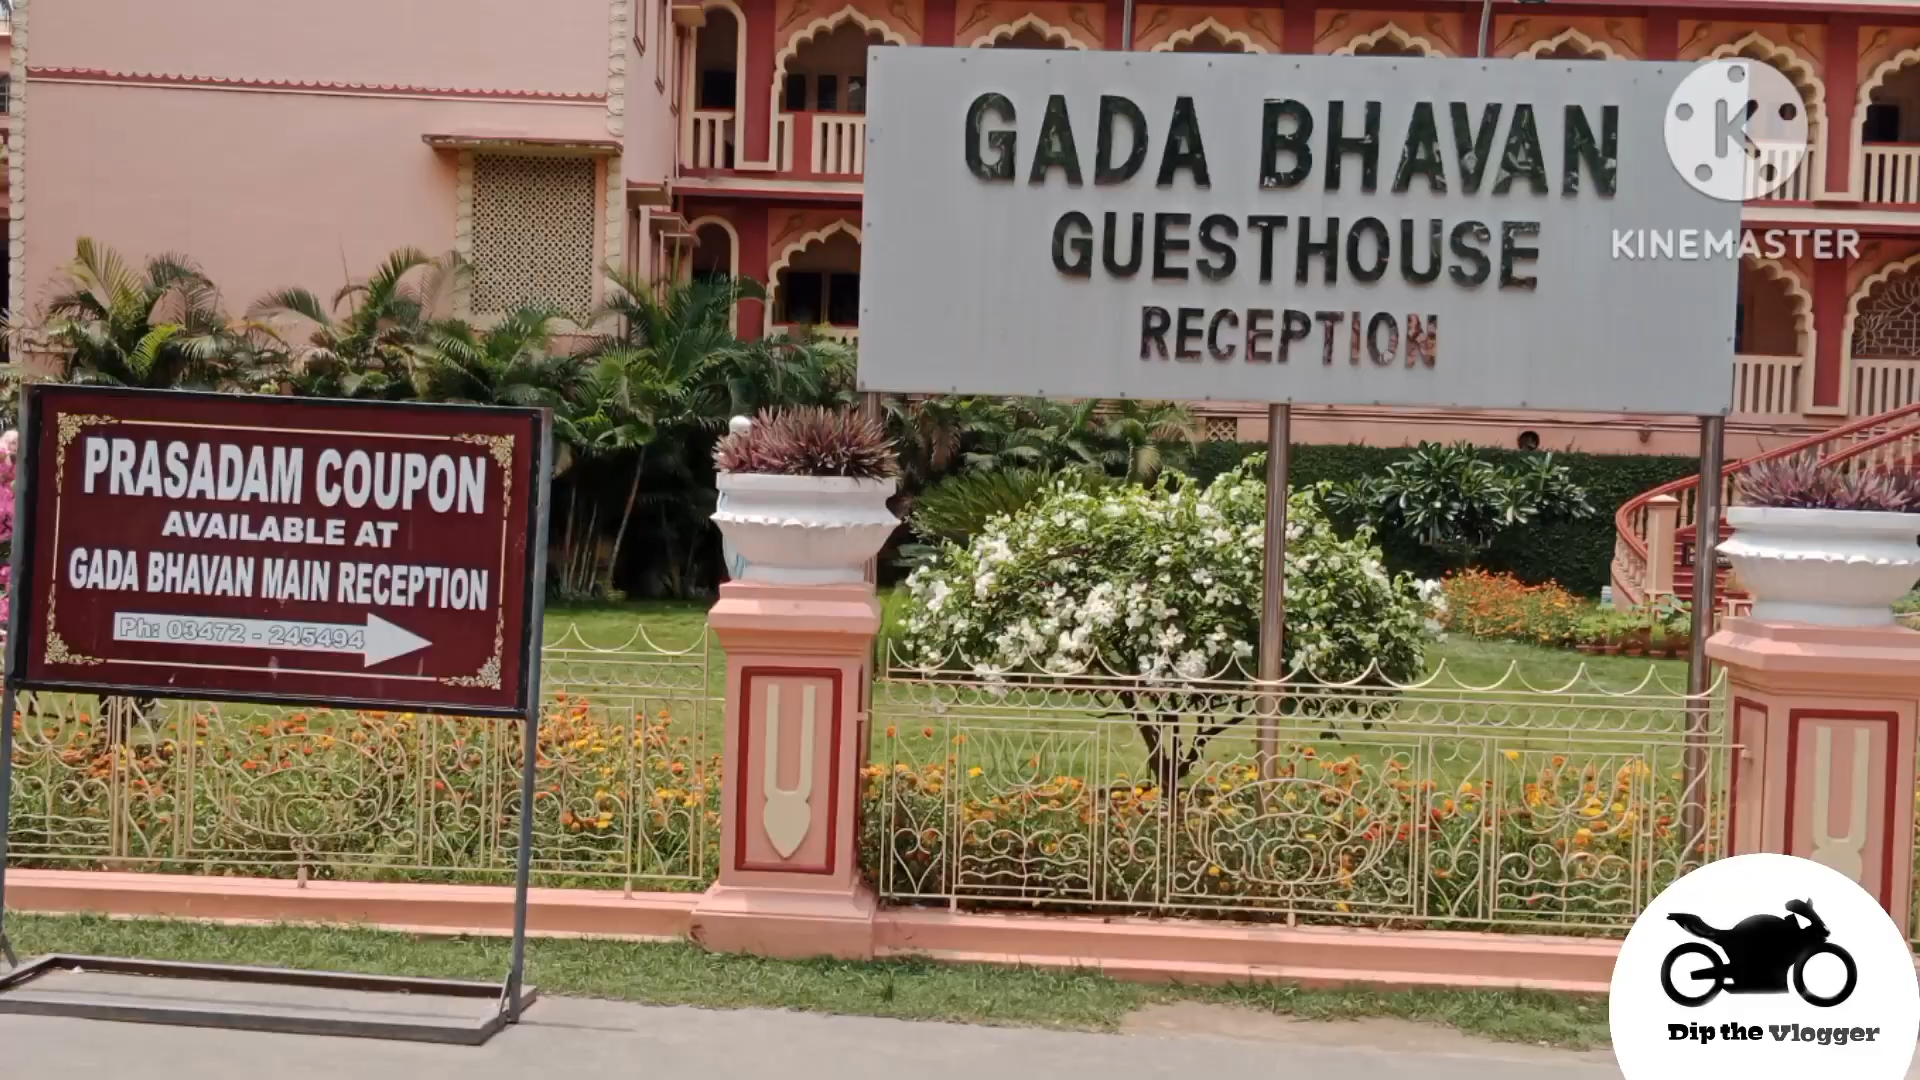 GADA BHAVAN
GUESTHOUSE
RECEPTION
K
KINEMASTER
PRASADAM COUPON
AVAILABLE AT
GADA BHAVAN MAIN RECEPTION
Ph: 03472 - 245494
Dip the Vlogger